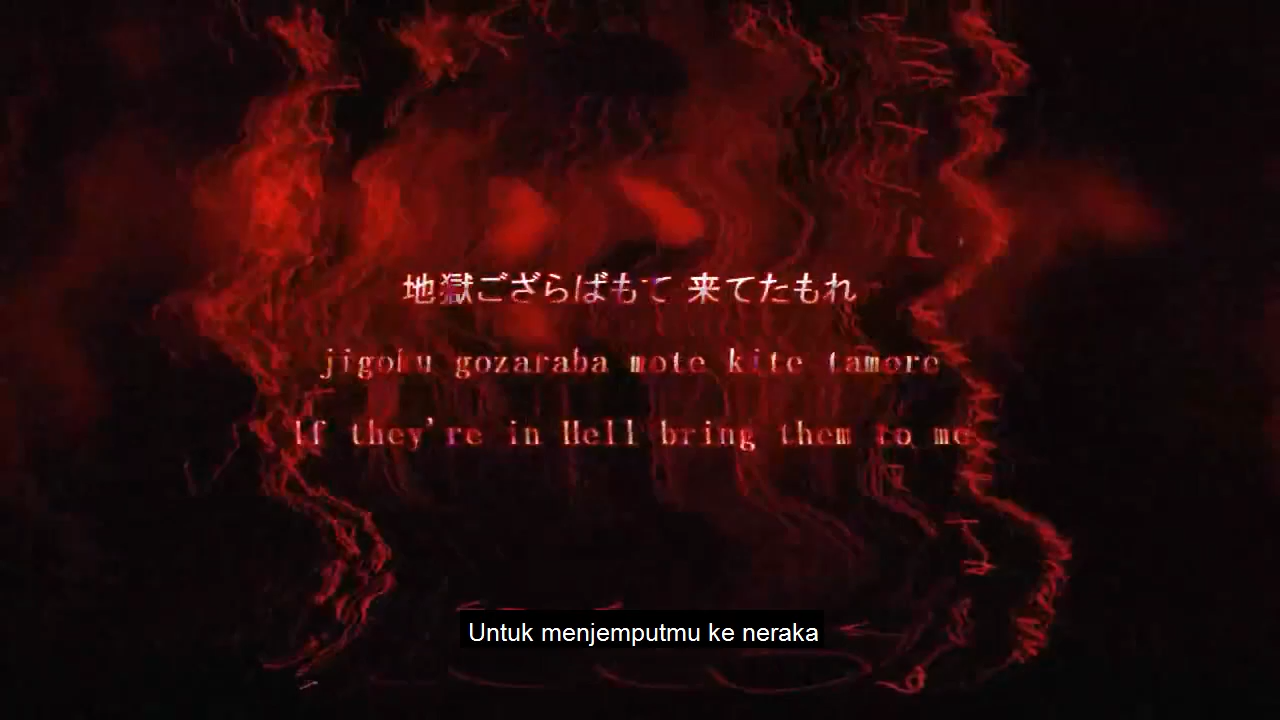 地獄ござらばもて 来てたもれ
jigoku gozaraba mote kite tamore
If they're in Hell bring them to me
Untuk menjemputmu ke neraka